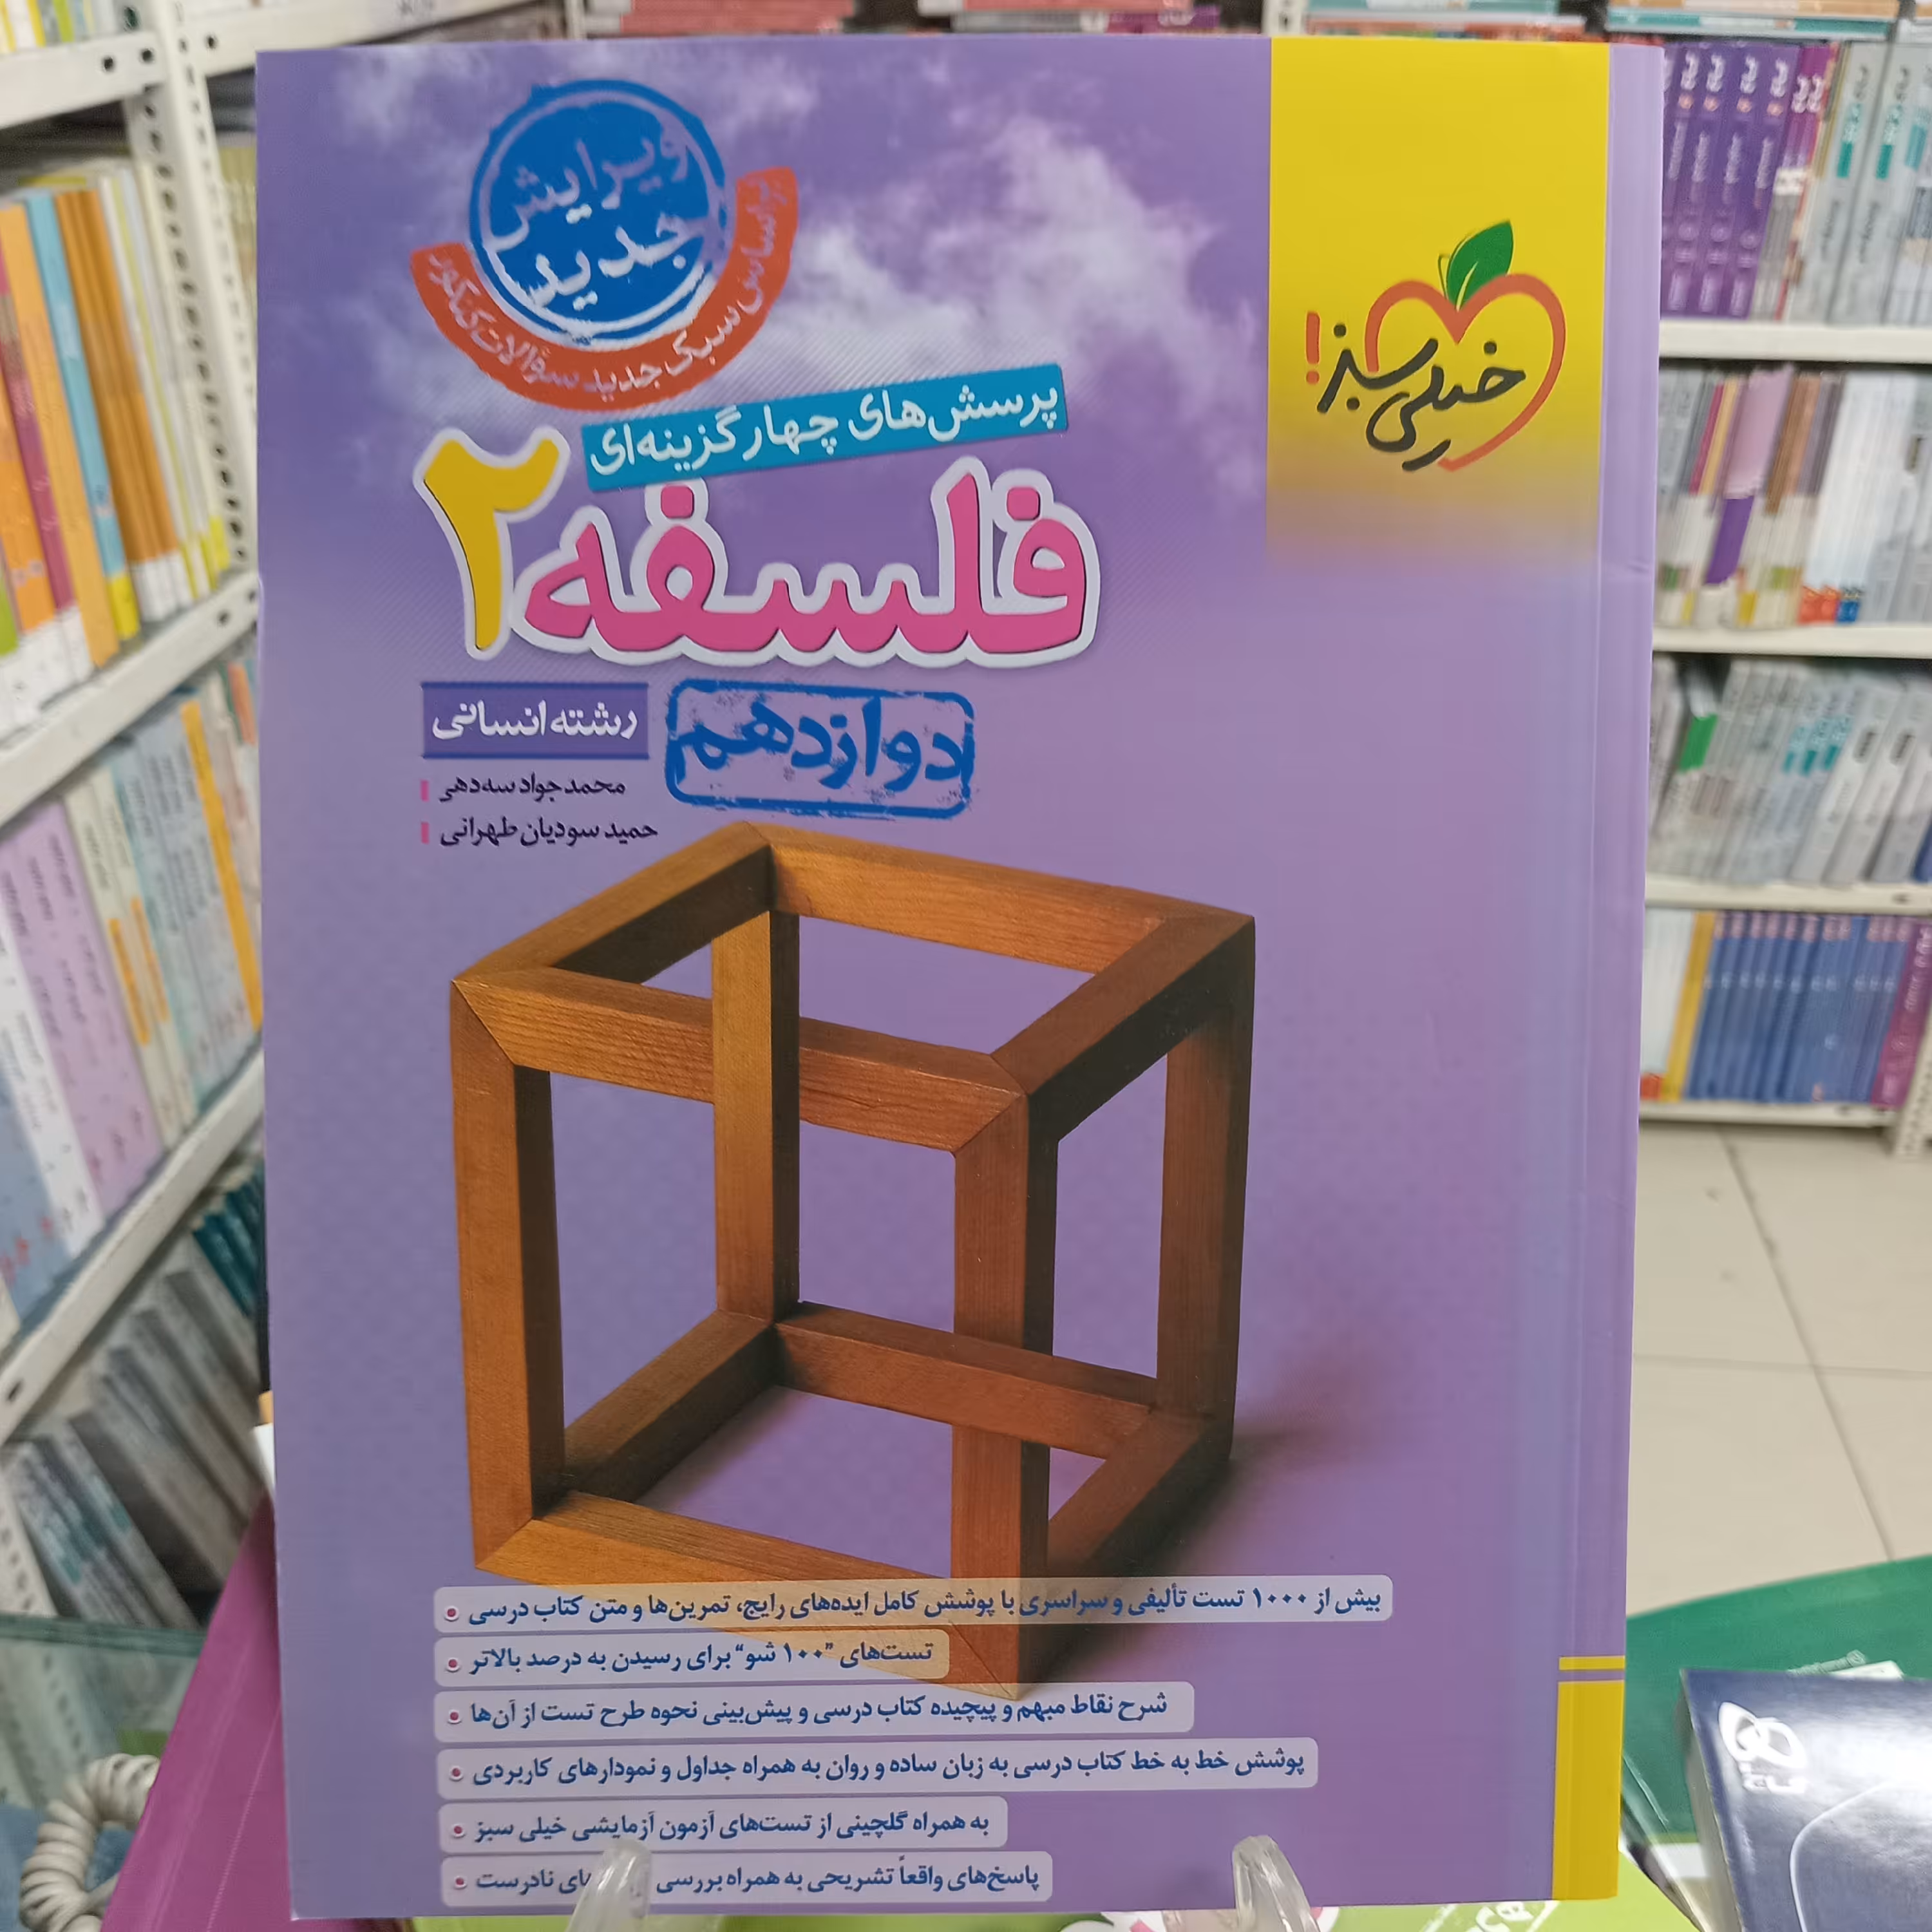 ویرایش
جدید
براساس سبک جدید سؤالات کنکور
خیلی سبز!
پرسش‌های چهارگزینه‌ای
فلسفه ۲
دوازدهم
رشته انسانی
محمدجواد سه‌دهی
حمید سودیان طهرانی
بیش از ۱۰۰۰ تست تألیفی و سراسری با پوشش کامل ایده‌های رایج، تمرین‌ها و متن کتاب درسی
تست‌های "۱۰۰ شو" برای رسیدن به درصد بالاتر
شرح نقاط مبهم و پیچیده کتاب درسی و پیش‌بینی نحوه طرح تست از آن‌ها
پوشش خط به خط کتاب درسی به زبان ساده و روان به همراه جداول و نمودارهای کاربردی
به همراه گلچینی از تست‌های آزمون آزمایشی خیلی سبز
پاسخ‌های واقعاً تشریحی به همراه بررسی نادرست